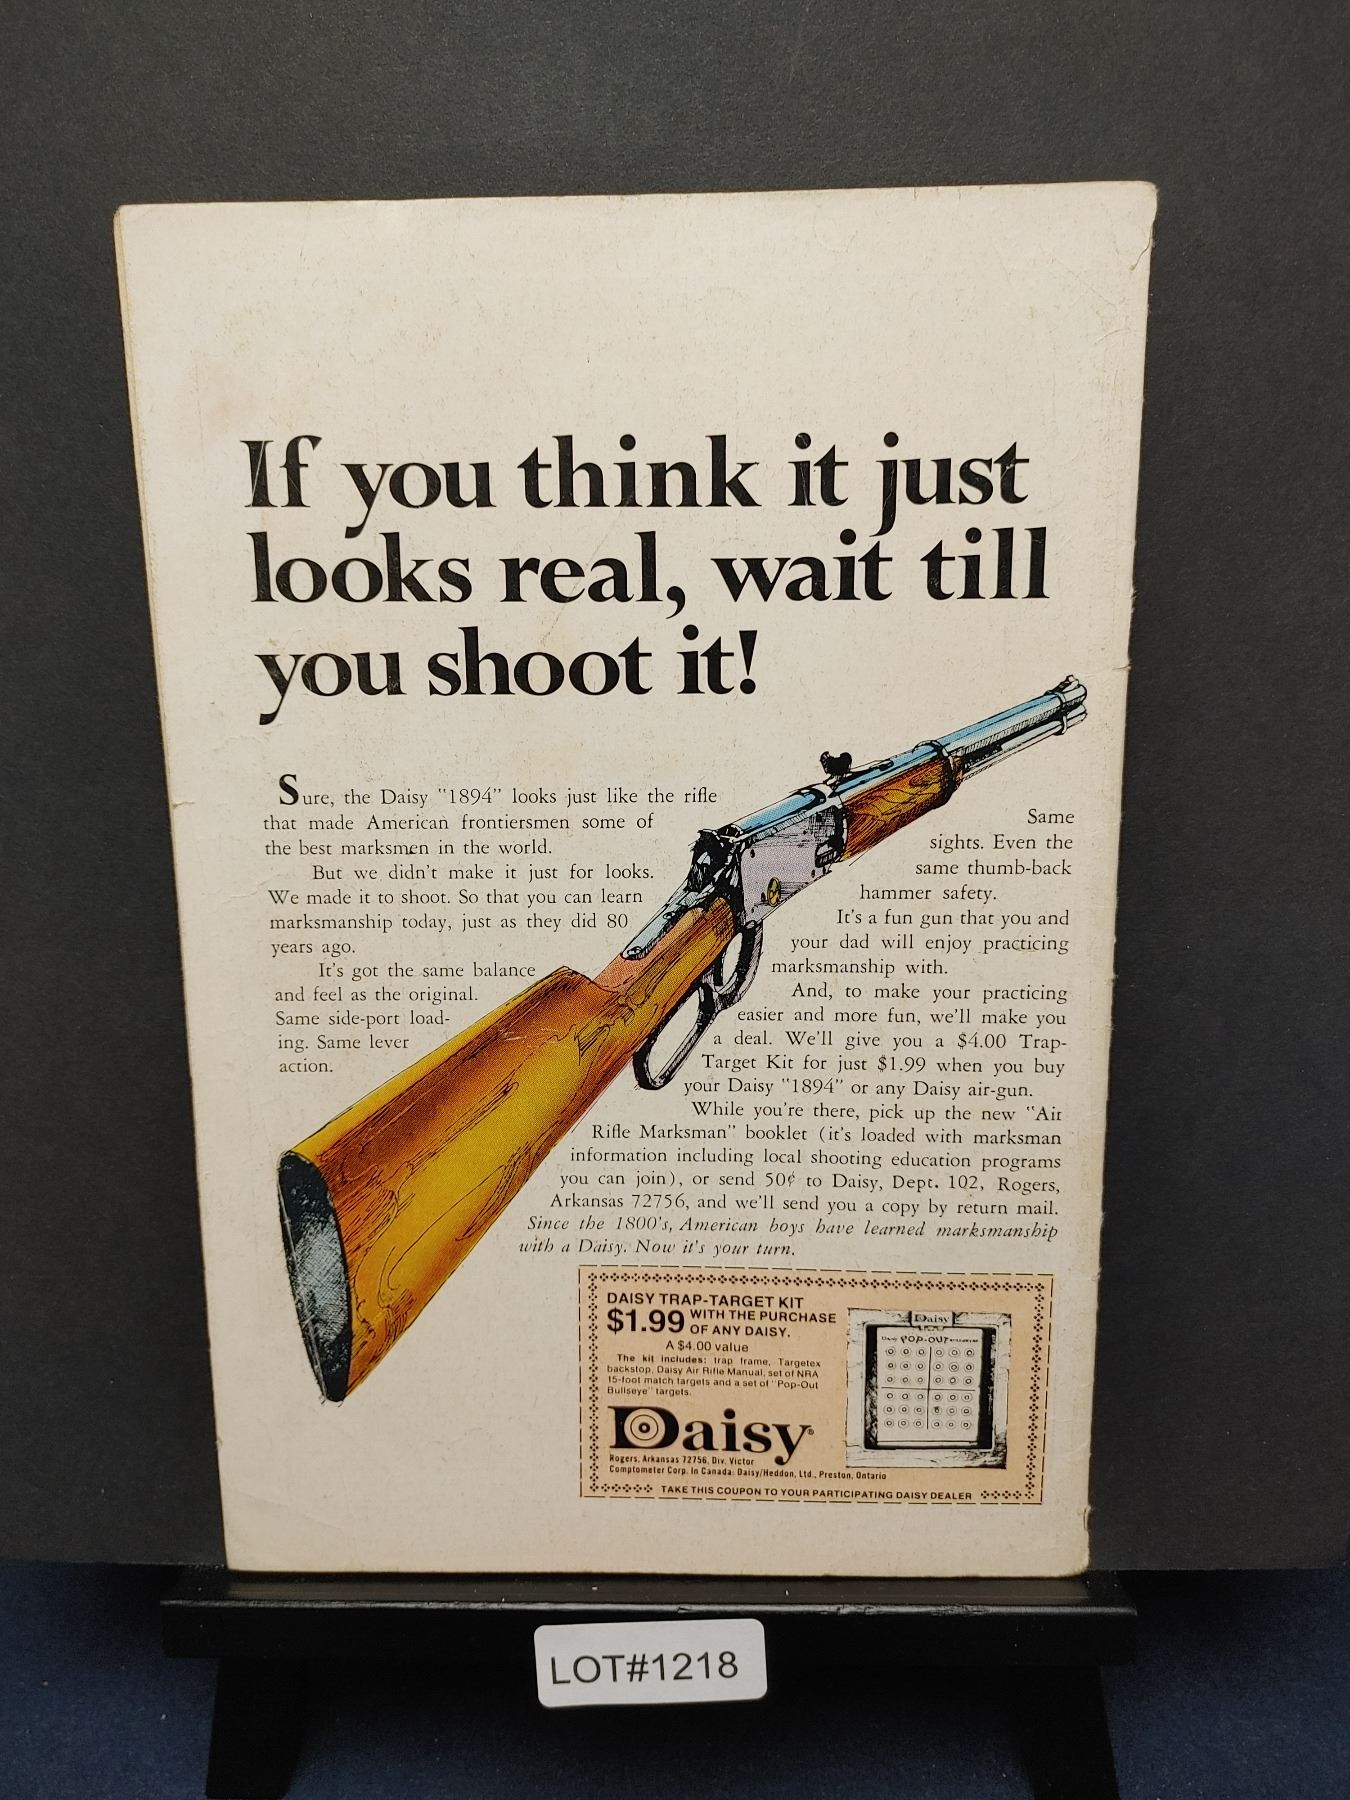 If you think it just
looks real, wait till
you shoot it!
Sure, the Daisy "1894" looks just like the rifle
that made American frontiersmen some of
the best marksmen in the world.
But we didn't make it just for looks.
We made it to shoot. So that you can learn
marksmanship today, just as they did 80
years ago.
It's got the same balance
and feel as the original.
Same side-port load-
ing. Same lever
action.
Same
sights. Even the
same thumb-back
hammer safety.
It's a fun gun that you and
your dad will enjoy practicing
marksmanship with.
And, to make your practicing
easier and more fun, we'll make you
a deal. We'll give you a $4.00 Trap-
Target Kit for just $1.99 when you buy
your Daisy "1894" or any Daisy air-gun.
While you're there, pick up the new "Air
Rifle Marksman" booklet (it's loaded with marksman
information including local shooting education programs
you can join), or send 50¢ to Daisy, Dept. 102, Rogers,
Arkansas 72756, and we'll send you a copy by return mail.
Since the 1800's, American boys have learned marksmanship
with a Daisy. Now it's your turn.
DAISY TRAP-TARGET KIT
$1.99 WITH THE PURCHASE
OF ANY DAISY.
A $4.00 value
The kit includes: trap frame, Targetex
backstop, Daisy Air Rifle Manual, set of NRA
15-foot match targets and a set of "Pop-Out
Bullseye" targets.
Daisy®
Rogers, Arkansas 72756, Div. Victor
Comptometer Corp. In Canada: Daisy/Heddon, Ltd., Preston, Ontario
TAKE THIS COUPON TO YOUR PARTICIPATING DAISY DEALER
Daisy
POP-OUT
LOT#1218